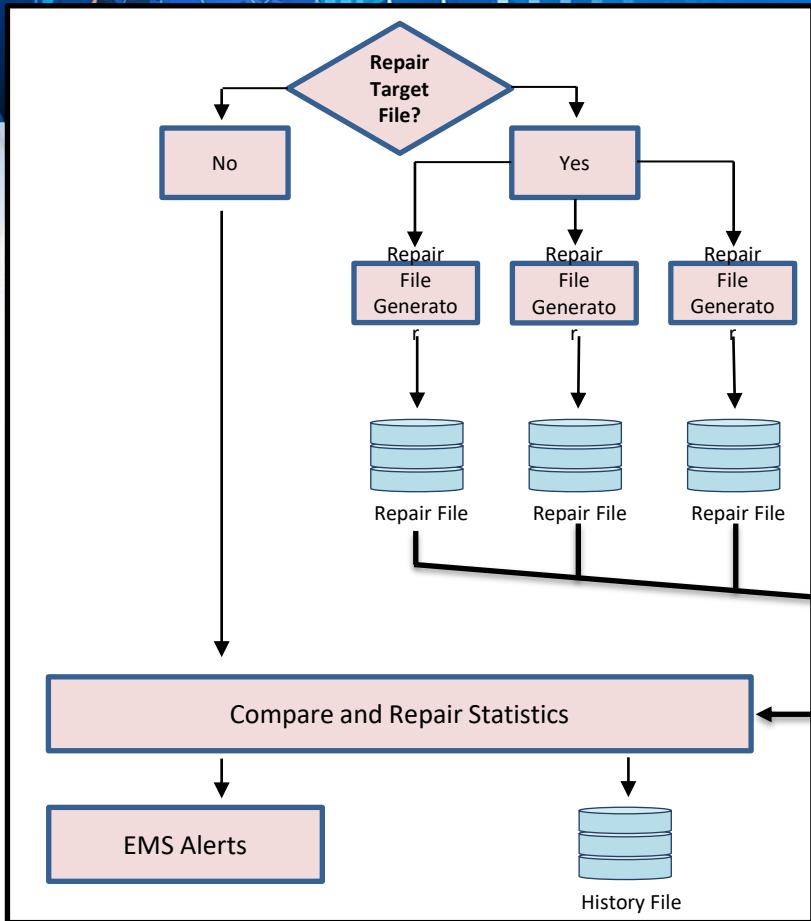 Repair
Target
File?
No
Yes
Repair
File
Generato
r
Repair
File
Generato
r
Repair
File
Generato
r
Repair File
Repair File
Repair File
Compare and Repair Statistics
EMS Alerts
History File